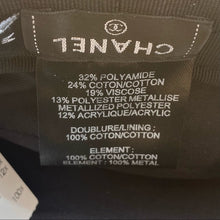 CHANEL
32% POLYAMIDE
24% COTON/COTTON
19% VISCOSE
13% POLYESTER METALLISE
METALLIZED POLYESTER
12% ACRYLIQUE/ACRYLIC
DOUBLURE/LINING :
100% COTON/COTTON
ELEMENT :
100% COTON/COTTON
ELEMENT : 100% METAL